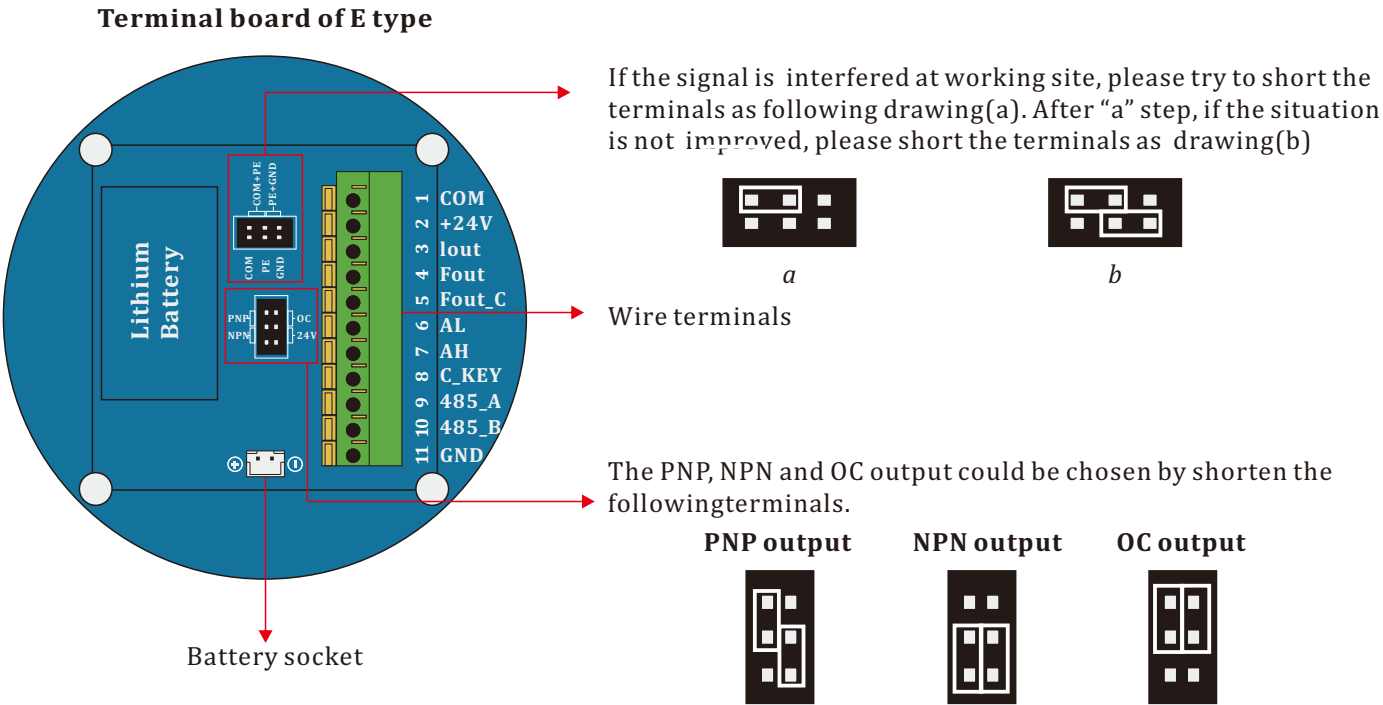 Terminal board of E type
If the signal is interfered at working site, please try to short the
terminals as following drawing(a). After “a” step, if the situation
is not improved, please short the terminals as drawing(b)
a
b
COM+PE
PE+GND
COM
PE
GND
Lithium
Battery
PNP
OC
NPN
24V
1 COM
2 +24V
3 Iout
4 Fout
5 Fout_C
6 AL
7 AH
8 C_KEY
9 485_A
10 485_B
11 GND
Wire terminals
The PNP, NPN and OC output could be chosen by shorten the
followingterminals.
PNP output
NPN output
OC output
Battery socket